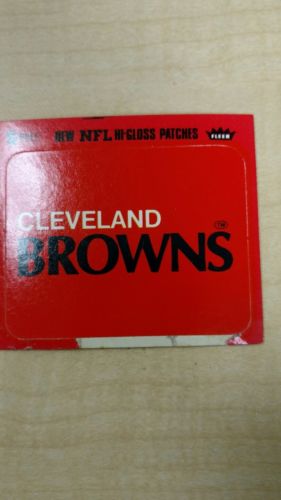 NEW NFL HI-GLOSS PATCHES FLEER
CLEVELAND
BROWNS TM